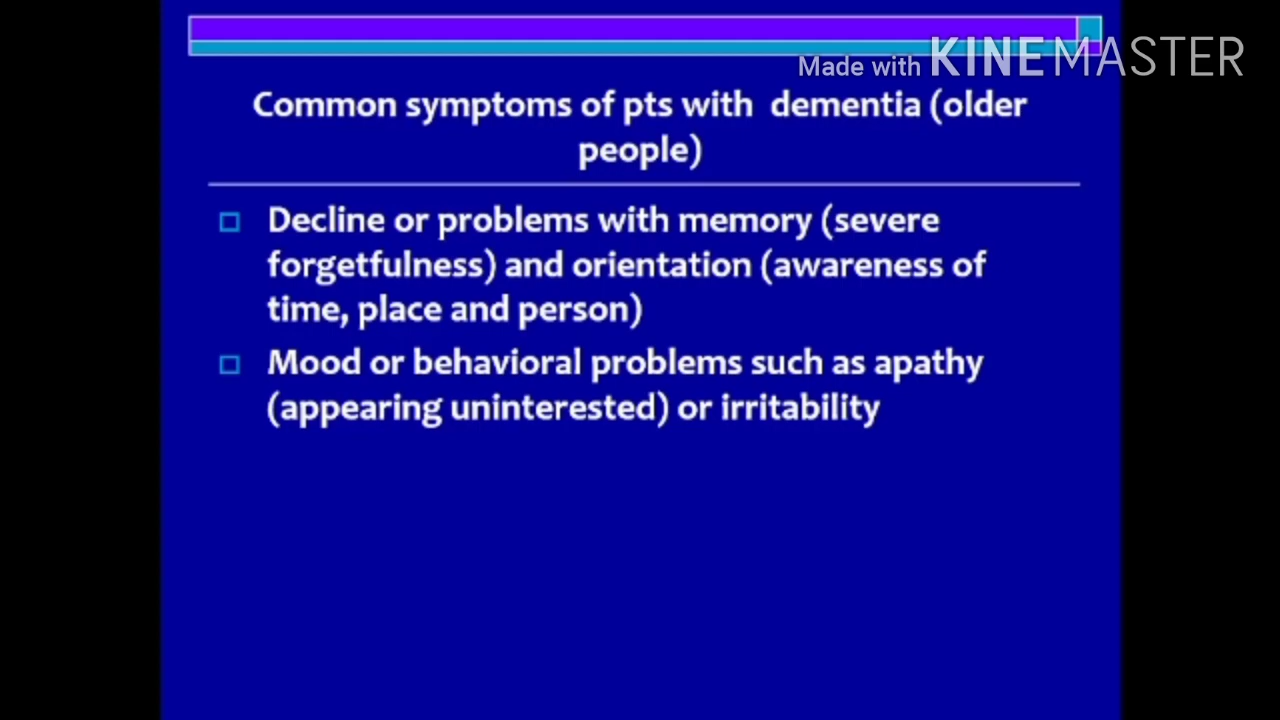 Made with KINEMASTER
Common symptoms of pts with dementia (older
people)
Decline or problems with memory (severe
forgetfulness) and orientation (awareness of
time, place and person)
Mood or behavioral problems such as apathy
(appearing uninterested) or irritability